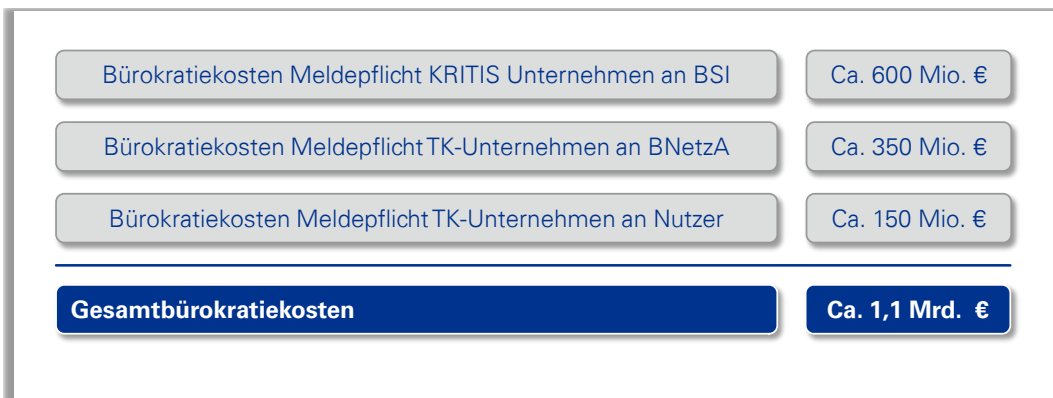 Bürokratiekosten Meldepflicht KRITIS Unternehmen an BSI Ca. 600 Mio. €
Bürokratiekosten Meldepflicht TK-Unternehmen an BNetzA Ca. 350 Mio. €
Bürokratiekosten Meldepflicht TK-Unternehmen an Nutzer Ca. 150 Mio. €
Gesamtbürokratiekosten Ca. 1,1 Mrd. €